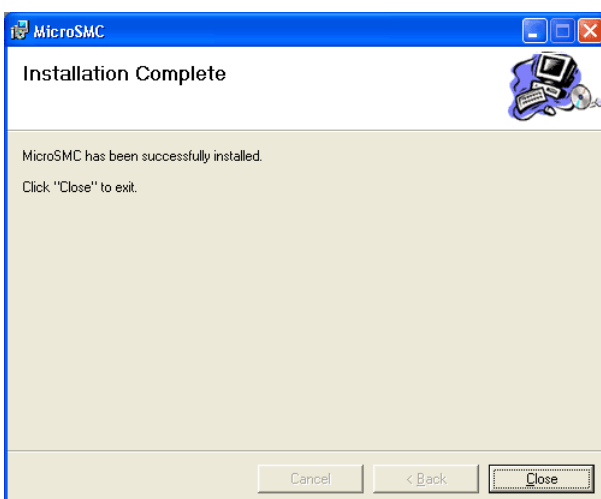 MicroSMC
Installation Complete
MicroSMC has been successfully installed.
Click "Close" to exit.
Cancel
< Back
Close